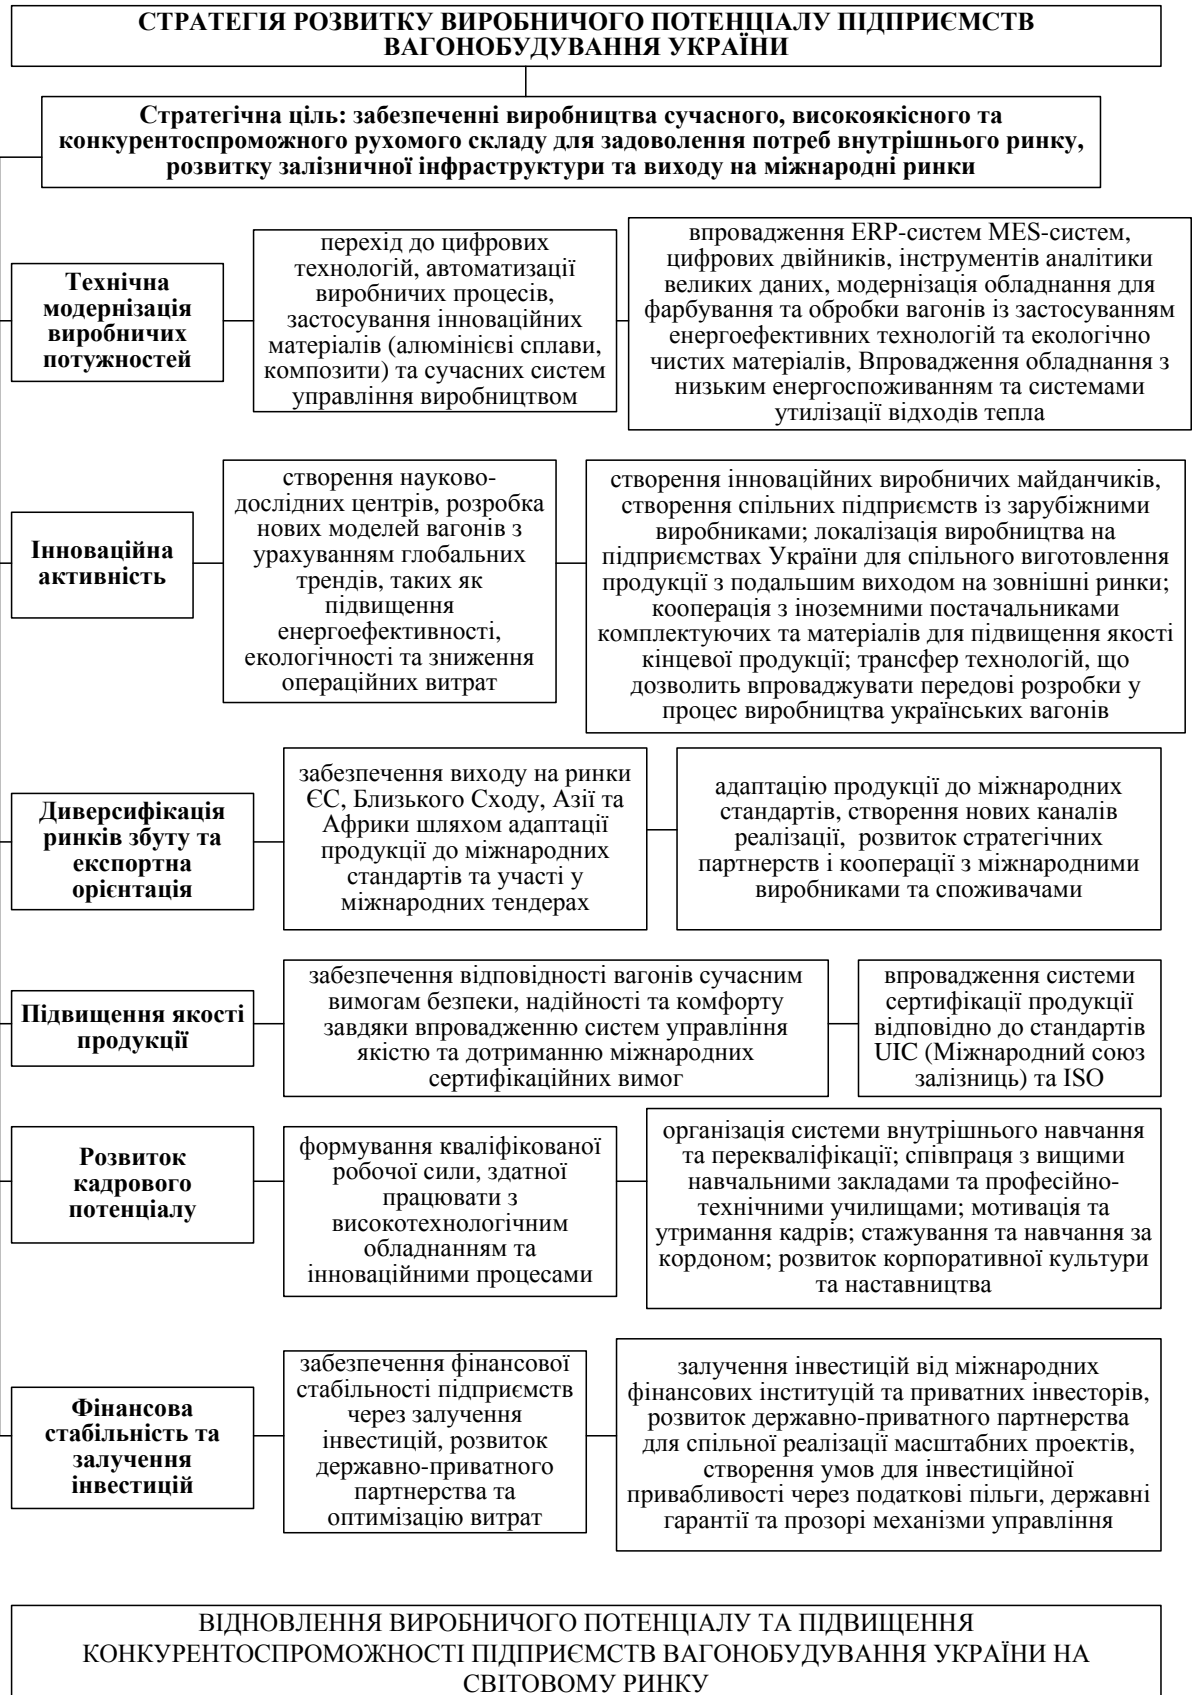 СТРАТЕГІЯ РОЗВИТКУ ВИРОБНИЧОГО ПОТЕНЦІАЛУ ПІДПРИЄМСТВ
ВАГОНОБУДУВАННЯ УКРАЇНИ
Стратегічна ціль: забезпеченні виробництва сучасного, високоякісного та
конкурентоспроможного рухомого складу для задоволення потреб внутрішнього ринку,
розвитку залізничної інфраструктури та виходу на міжнародні ринки
Технічна
модернізація
виробничих
потужностей
перехід до цифрових
технологій, автоматизації
виробничих процесів,
застосування інноваційних
матеріалів (алюмінієві сплави,
композити) та сучасних систем
управління виробництвом
впровадження ERP-систем MES-систем,
цифрових двійників, інструментів аналітики
великих даних, модернізація обладнання для
фарбування та обробки вагонів із застосуванням
енергоефективних технологій та екологічно
чистих матеріалів, Впровадження обладнання з
низьким енергоспоживанням та системами
утилізації відходів тепла
Інноваційна
активність
створення науково-
дослідних центрів, розробка
нових моделей вагонів з
урахуванням глобальних
трендів, таких як
підвищення
енергоефективності,
екологічності та зниження
операційних витрат
створення інноваційних виробничих майданчиків,
створення спільних підприємств із зарубіжними
виробниками; локалізація виробництва на
підприємствах України для спільного виготовлення
продукції з подальшим виходом на зовнішні ринки;
кооперація з іноземними постачальниками
комплектуючих та матеріалів для підвищення якості
кінцевої продукції; трансфер технологій, що
дозволить впроваджувати передові розробки у
процес виробництва українських вагонів
Диверсифікація
ринків збуту та
експортна
орієнтація
забезпечення виходу на ринки
ЄС, Близького Сходу, Азії та
Африки шляхом адаптації
продукції до міжнародних
стандартів та участі у
міжнародних тендерах
адаптацію продукції до міжнародних
стандартів, створення нових каналів
реалізації, розвиток стратегічних
партнерств і кооперації з міжнародними
виробниками та споживачами
Підвищення якості
продукції
забезпечення відповідності вагонів сучасним
вимогам безпеки, надійності та комфорту
завдяки впровадженню систем управління
якістю та дотриманню міжнародних
сертифікаційних вимог
впровадження системи
сертифікації продукції
відповідно до стандартів
UIC (Міжнародний союз
залізниць) та ISO
Розвиток
кадрового
потенціалу
формування кваліфікованої
робочої сили, здатної
працювати з
високотехнологічним
обладнанням та
інноваційними процесами
організація системи внутрішнього навчання
та перекваліфікації; співпраця з вищими
навчальними закладами та професійно-
технічними училищами; мотивація та
утримання кадрів; стажування та навчання за
кордоном; розвиток корпоративної культури
та наставництва
Фінансова
стабільність та
залучення
інвестицій
забезпечення фінансової
стабільності підприємств
через залучення
інвестицій, розвиток
державно-приватного
партнерства та
оптимізацію витрат
залучення інвестицій від міжнародних
фінансових інституцій та приватних інвесторів,
розвиток державно-приватного партнерства
для спільної реалізації масштабних проектів,
створення умов для інвестиційної
привабливості через податкові пільги, державні
гарантії та прозорі механізми управління
ВІДНОВЛЕННЯ ВИРОБНИЧОГО ПОТЕНЦІАЛУ ТА ПІДВИЩЕННЯ
КОНКУРЕНТОСПРОМОЖНОСТІ ПІДПРИЄМСТВ ВАГОНОБУДУВАННЯ УКРАЇНИ НА
СВІТОВОМУ РИНКУ